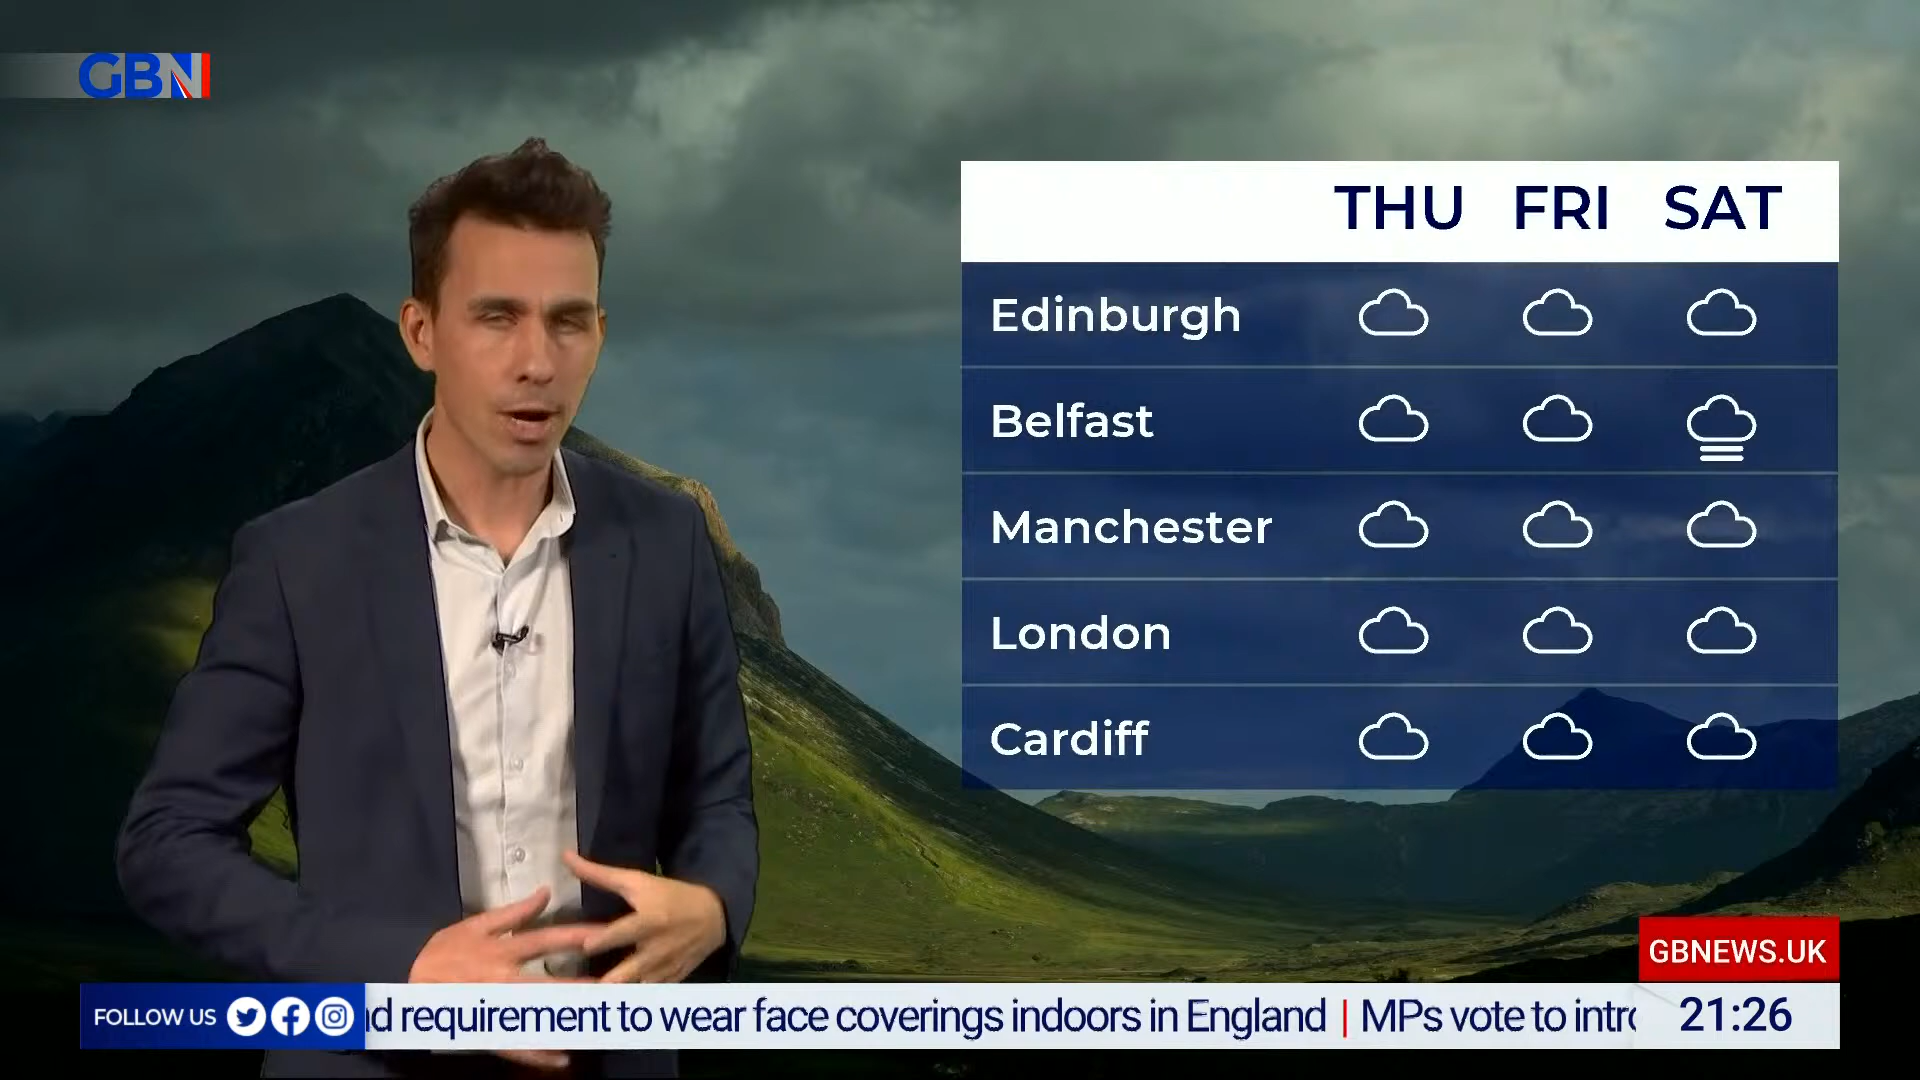 GBN
THU FRI SAT
Edinburgh
Belfast
Manchester
London
Cardiff
GBNEWS.UK
FOLLOW US
requirement to wear face coverings indoors in England | MPs vote to
21:26